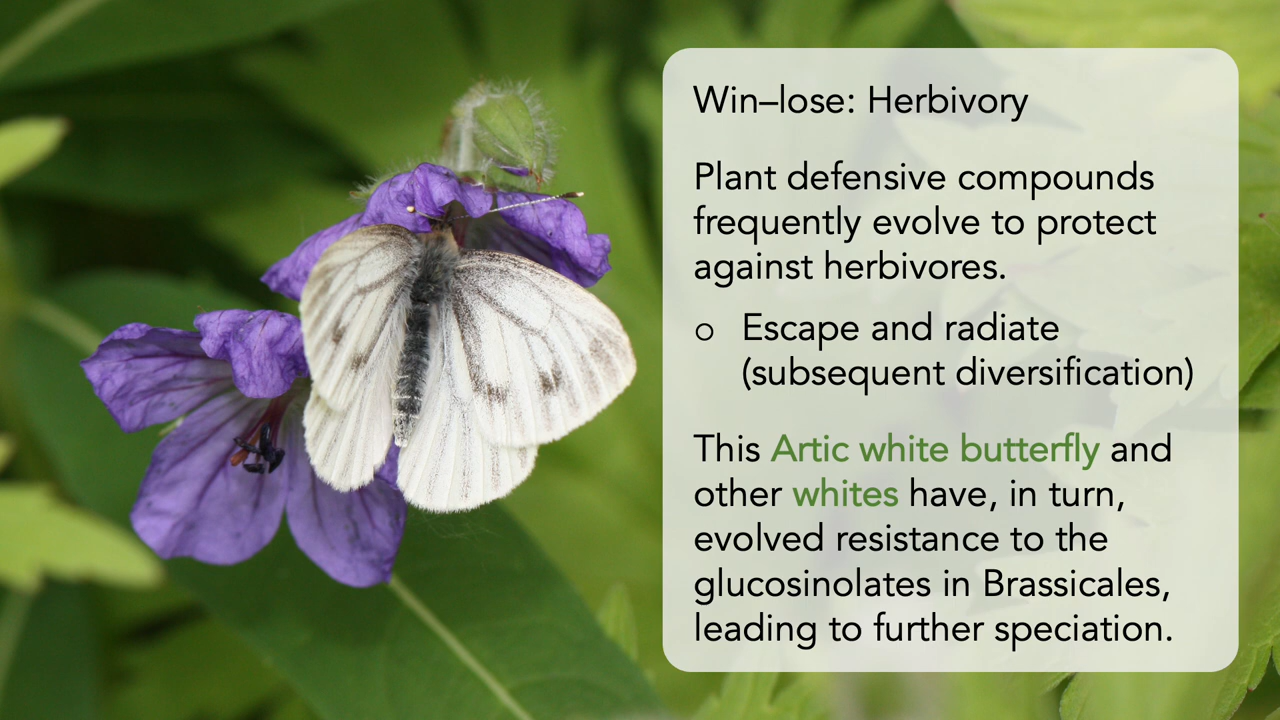 Win–lose: Herbivory
Plant defensive compounds
frequently evolve to protect
against herbivores.
○ Escape and radiate
(subsequent diversification)
This Artic white butterfly and
other whites have, in turn,
evolved resistance to the
glucosinolates in Brassicales,
leading to further speciation.